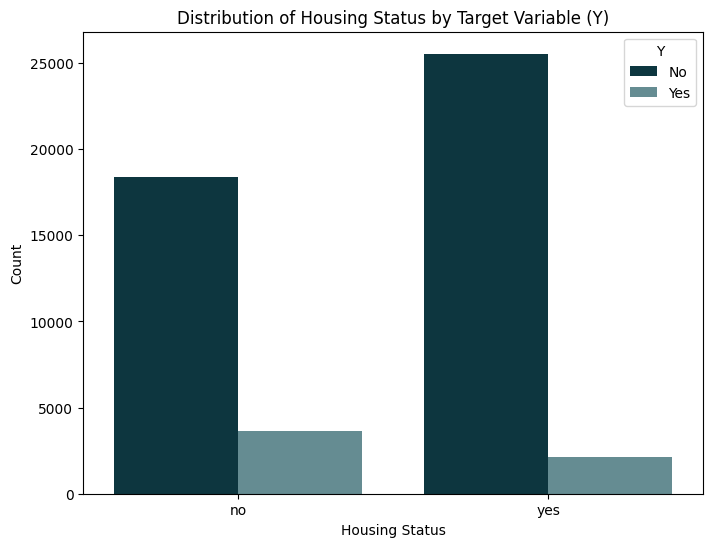 Distribution of Housing Status by Target Variable (Y)
Y
No
Yes
25000
20000
15000
10000
5000
0
Count
no
yes
Housing Status